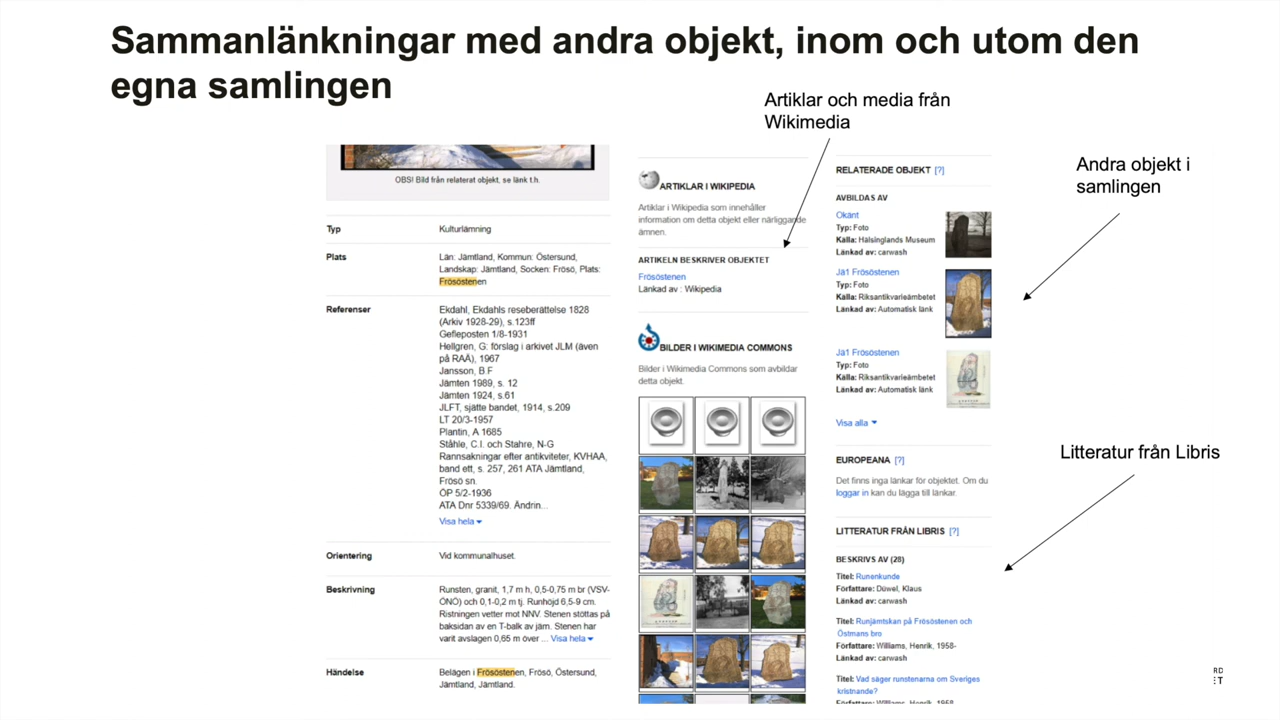 Sammanlänkningar med andra objekt, inom och utom den
egna samlingen
Artiklar och media från
Wikimedia
Andra objekt i
samlingen
Litteratur från Libris
OBS! Bild från relaterat objekt, se länk t.h.
Typ
Kulturlämning
Plats
Län: Jämtland, Kommun: Östersund,
Landskap: Jämtland, Socken: Frösö, Plats:
Frösöstenen
Referenser
Ekdahl, Ekdahls reseberättelse 1828
(Arkiv 1928-29), s.123ff
Gefleposten 1/8-1931
Hellgren, G: förslag i arkivet JLM (även
på RAÄ), 1967
Jansson, B.F
Jämten 1989, s. 12
Jämten 1924, s.61
JLFT, sjätte bandet, 1914, s.209
LT 20/3-1957
Plantin, A 1685
Ståhle, C.I. och Stahre, N-G
Rannsakningar efter antikviteter, KVHAA,
band ett, s. 257, 261 ATA Jämtland,
Frösö sn.
ÖP 5/2-1936
ATA Dnr 5339/69. Ändrin...
Visa hela
Orientering
Vid kommunalhuset.
Beskrivning
Runsten, granit, 1,7 m h, 0,5-0,75 m br (VSV-
ÖNÖ) och 0,1-0,2 m tj. Runhöjd 6,5-9 cm.
Ristningen vetter mot NNV. Stenen stöttas på
baksidan av en T-balk av järn. Stenen har
varit avslagen 0,65 m över ... Visa hela
Händelse
Belägen i Frösöstenen, Frösö, Östersund,
Jämtland, Jämtland.
ARTIKLAR I WIKIPEDIA
Artiklar i Wikipedia som innehåller
information om detta objekt eller närliggande
ämnen.
ARTIKELN BESKRIVER OBJEKTET
Frösöstenen
Länkad av : Wikipedia
BILDER I WIKIMEDIA COMMONS
Bilder i Wikimedia Commons som avbildar
detta objekt.
RELATERADE OBJEKT [?]
AVBILDAS AV
Okänt
Typ: Foto
Källa: Hälsinglands Museum
Länkad av: carwash
Jä1 Frösöstenen
Typ: Foto
Källa: Riksantikvarieämbetet
Länkad av: Automatisk länk
Jä1 Frösöstenen
Typ: Foto
Källa: Riksantikvarieämbetet
Länkad av: Automatisk länk
Visa alla
EUROPEANA [?]
Det finns inga länkar för objektet. Om du
loggar in kan du lägga till länkar.
LITTERATUR FRÅN LIBRIS [?]
BESKRIVS AV (28)
Titel: Runenkunde
Författare: Düwel, Klaus
Länkad av: carwash
Titel: Runjämtskan på Frösöstenen och
Östmans bro
Författare: Williams, Henrik, 1958-
Länkad av: carwash
Titel: Vad säger runstenarna om Sveriges
kristnande?
Författare: Williams, Henrik, 1958
RD
ET